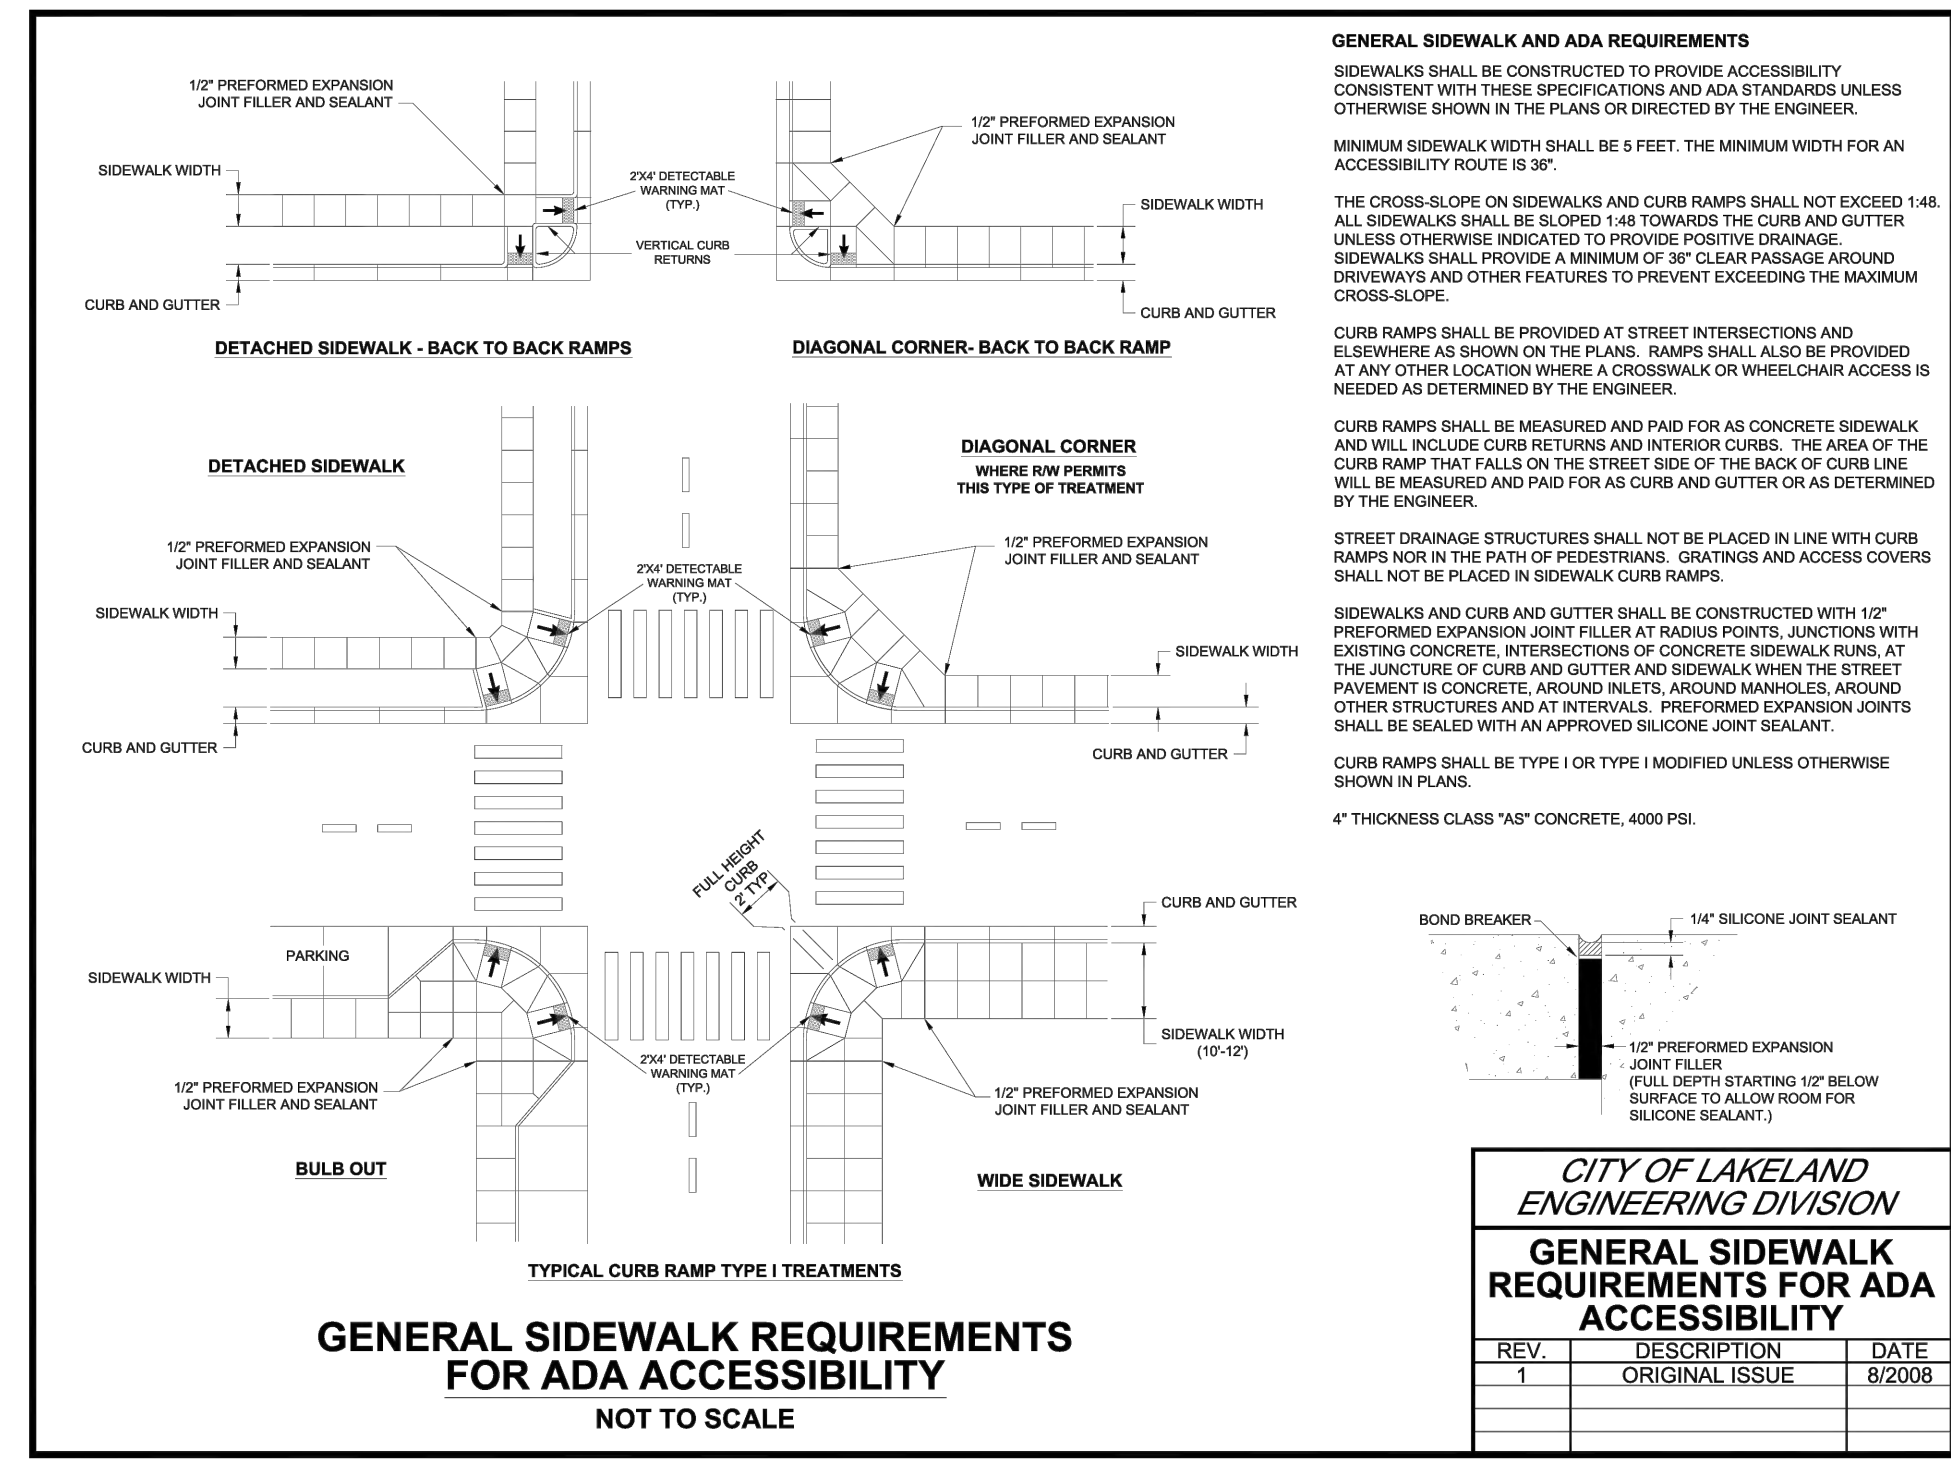 1/2" PREFORMED EXPANSION
JOINT FILLER AND SEALANT
SIDEWALK WIDTH
CURB AND GUTTER
DETACHED SIDEWALK - BACK TO BACK RAMPS
2'X4' DETECTABLE
WARNING MAT
(TYP.)
VERTICAL CURB
RETURNS
1/2" PREFORMED EXPANSION
JOINT FILLER AND SEALANT
SIDEWALK WIDTH
CURB AND GUTTER
DIAGONAL CORNER- BACK TO BACK RAMP
DETACHED SIDEWALK
1/2" PREFORMED EXPANSION
JOINT FILLER AND SEALANT
SIDEWALK WIDTH
CURB AND GUTTER
2'X4' DETECTABLE
WARNING MAT
(TYP.)
DIAGONAL CORNER
WHERE R/W PERMITS
THIS TYPE OF TREATMENT
1/2" PREFORMED EXPANSION
JOINT FILLER AND SEALANT
SIDEWALK WIDTH
CURB AND GUTTER
FULL HEIGHT
CURB
2' TYP
PARKING
SIDEWALK WIDTH
1/2" PREFORMED EXPANSION
JOINT FILLER AND SEALANT
BULB OUT
2'X4' DETECTABLE
WARNING MAT
(TYP.)
CURB AND GUTTER
SIDEWALK WIDTH
(10'-12')
1/2" PREFORMED EXPANSION
JOINT FILLER AND SEALANT
WIDE SIDEWALK
TYPICAL CURB RAMP TYPE I TREATMENTS
GENERAL SIDEWALK REQUIREMENTS
FOR ADA ACCESSIBILITY
NOT TO SCALE
GENERAL SIDEWALK AND ADA REQUIREMENTS
SIDEWALKS SHALL BE CONSTRUCTED TO PROVIDE ACCESSIBILITY
CONSISTENT WITH THESE SPECIFICATIONS AND ADA STANDARDS UNLESS
OTHERWISE SHOWN IN THE PLANS OR DIRECTED BY THE ENGINEER.
MINIMUM SIDEWALK WIDTH SHALL BE 5 FEET. THE MINIMUM WIDTH FOR AN
ACCESSIBILITY ROUTE IS 36".
THE CROSS-SLOPE ON SIDEWALKS AND CURB RAMPS SHALL NOT EXCEED 1:48.
ALL SIDEWALKS SHALL BE SLOPED 1:48 TOWARDS THE CURB AND GUTTER
UNLESS OTHERWISE INDICATED TO PROVIDE POSITIVE DRAINAGE.
SIDEWALKS SHALL PROVIDE A MINIMUM OF 36" CLEAR PASSAGE AROUND
DRIVEWAYS AND OTHER FEATURES TO PREVENT EXCEEDING THE MAXIMUM
CROSS-SLOPE.
CURB RAMPS SHALL BE PROVIDED AT STREET INTERSECTIONS AND
ELSEWHERE AS SHOWN ON THE PLANS. RAMPS SHALL ALSO BE PROVIDED
AT ANY OTHER LOCATION WHERE A CROSSWALK OR WHEELCHAIR ACCESS IS
NEEDED AS DETERMINED BY THE ENGINEER.
CURB RAMPS SHALL BE MEASURED AND PAID FOR AS CONCRETE SIDEWALK
AND WILL INCLUDE CURB RETURNS AND INTERIOR CURBS. THE AREA OF THE
CURB RAMP THAT FALLS ON THE STREET SIDE OF THE BACK OF CURB LINE
WILL BE MEASURED AND PAID FOR AS CURB AND GUTTER OR AS DETERMINED
BY THE ENGINEER.
STREET DRAINAGE STRUCTURES SHALL NOT BE PLACED IN LINE WITH CURB
RAMPS NOR IN THE PATH OF PEDESTRIANS. GRATINGS AND ACCESS COVERS
SHALL NOT BE PLACED IN SIDEWALK CURB RAMPS.
SIDEWALKS AND CURB AND GUTTER SHALL BE CONSTRUCTED WITH 1/2"
PREFORMED EXPANSION JOINT FILLER AT RADIUS POINTS, JUNCTIONS WITH
EXISTING CONCRETE, INTERSECTIONS OF CONCRETE SIDEWALK RUNS, AT
THE JUNCTURE OF CURB AND GUTTER AND SIDEWALK WHEN THE STREET
PAVEMENT IS CONCRETE, AROUND INLETS, AROUND MANHOLES, AROUND
OTHER STRUCTURES AND AT INTERVALS. PREFORMED EXPANSION JOINTS
SHALL BE SEALED WITH AN APPROVED SILICONE JOINT SEALANT.
CURB RAMPS SHALL BE TYPE I OR TYPE I MODIFIED UNLESS OTHERWISE
SHOWN IN PLANS.
4" THICKNESS CLASS "AS" CONCRETE, 4000 PSI.
BOND BREAKER
1/4" SILICONE JOINT SEALANT
1/2" PREFORMED EXPANSION
JOINT FILLER
(FULL DEPTH STARTING 1/2" BELOW
SURFACE TO ALLOW ROOM FOR
SILICONE SEALANT.)
CITY OF LAKELAND
ENGINEERING DIVISION
GENERAL SIDEWALK
REQUIREMENTS FOR ADA
ACCESSIBILITY
REV. DESCRIPTION DATE
1 ORIGINAL ISSUE 8/2008